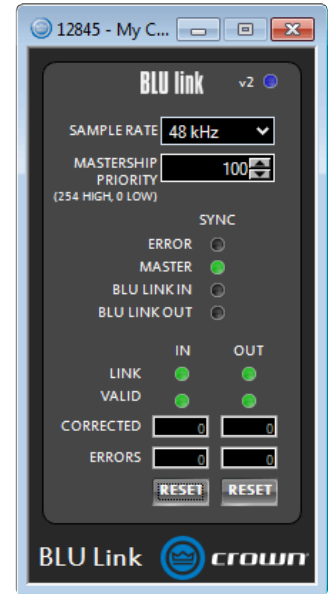 12845 - My C...
BLU link v2
SAMPLE RATE 48 kHz
MASTERSHIP
PRIORITY 100
(254 HIGH, 0 LOW)
SYNC
ERROR
MASTER
BLU LINK IN
BLU LINK OUT
IN OUT
LINK
VALID
CORRECTED 0 0
ERRORS 0 0
RESET RESET
BLU Link crown